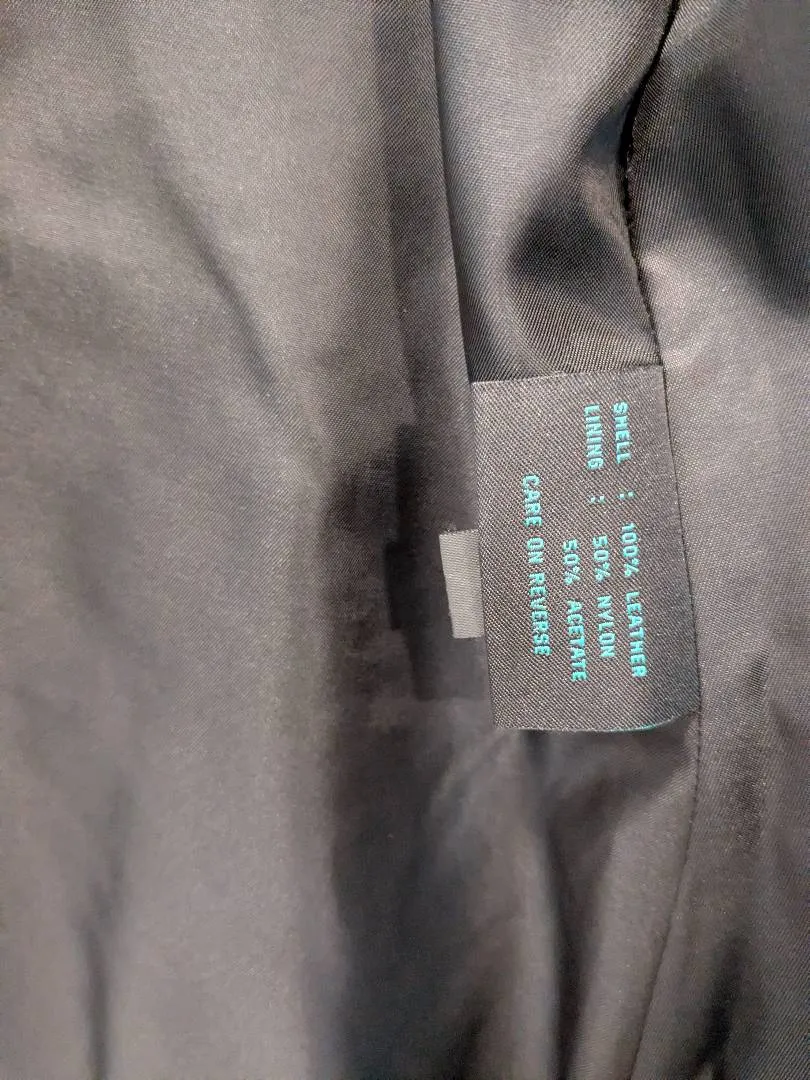 SHELL : 100% LEATHER
LINING : 50% NYLON
50% ACETATE
CARE ON REVERSE